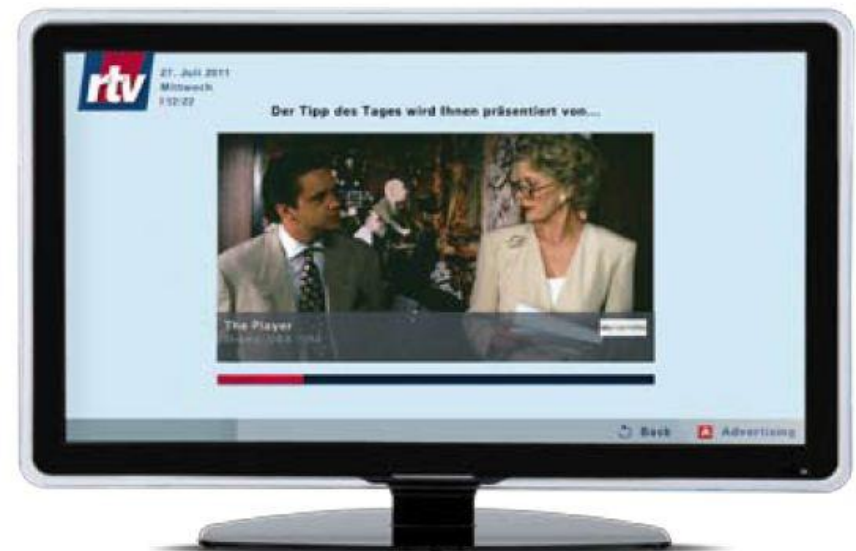 rtv
27. Juli 2011
Mittwoch
Der Tipp des Tages wird Ihnen präsentiert von...
The Player
Back
A Advertising